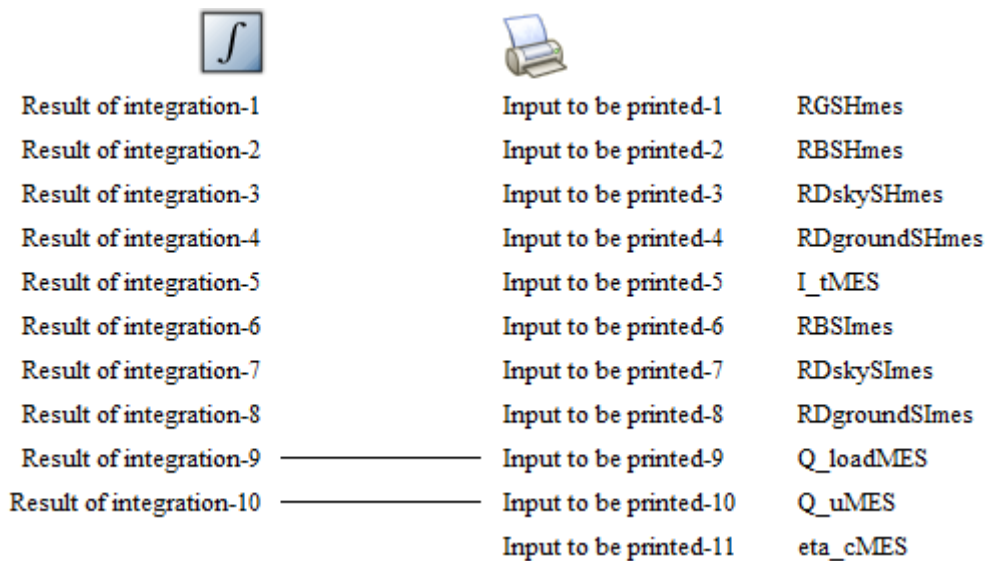 ∫
Result of integration-1 Input to be printed-1 RGSHmes
Result of integration-2 Input to be printed-2 RBSHmes
Result of integration-3 Input to be printed-3 RDskySHmes
Result of integration-4 Input to be printed-4 RDgroundSHmes
Result of integration-5 Input to be printed-5 I_tMES
Result of integration-6 Input to be printed-6 RBSImes
Result of integration-7 Input to be printed-7 RDskySImes
Result of integration-8 Input to be printed-8 RDgroundSImes
Result of integration-9 Input to be printed-9 Q_loadMES
Result of integration-10 Input to be printed-10 Q_uMES
Input to be printed-11 eta_cMES